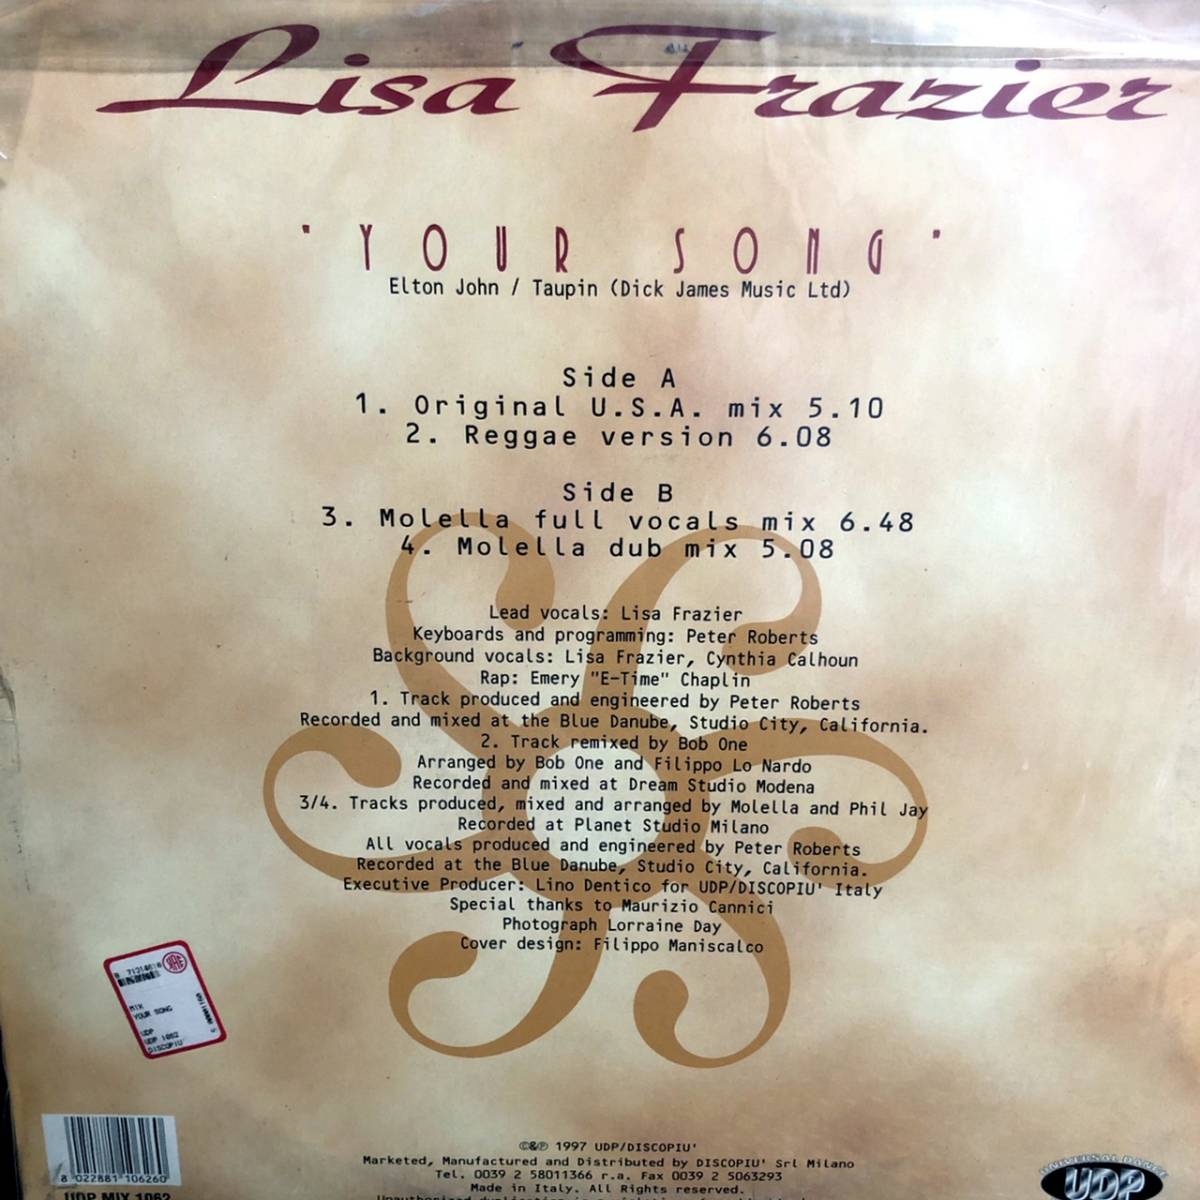 Lisa Frazier
"YOUR SONG"
Elton John / Taupin (Dick James Music Ltd)
Side A
1. Original U.S.A. mix 5.10
2. Reggae version 6.08
Side B
3. Molella full vocals mix 6.48
4. Molella dub mix 5.08
Lead vocals: Lisa Frazier
Keyboards and programming: Peter Roberts
Background vocals: Lisa Frazier, Cynthia Calhoun
Rap: Emery "E-Time" Chaplin
1. Track produced and engineered by Peter Roberts
Recorded and mixed at the Blue Danube, Studio City, California.
2. Track remixed by Bob One
Arranged by Bob One and Filippo Lo Nardo
Recorded and mixed at Dream Studio Modena
3/4. Tracks produced, mixed and arranged by Molella and Phil Jay
Recorded at Planet Studio Milano
All vocals produced and engineered by Peter Roberts
Recorded at the Blue Danube, Studio City, California.
Executive Producer: Lino Dentico for UDP/DISCOPIU' Italy
Special thanks to Maurizio Cannici
Photograph Lorraine Day
Cover design: Filippo Maniscalco
MIX
YOUR SONG
UDP
UDP 1062
DISCOPIU'
8 022881 106260
UDP MIX 1062
©&℗ 1997 UDP/DISCOPIU'
Marketed, Manufactured and Distributed by DISCOPIU' Srl Milano
Tel. 0039 2 58011366 r.a. Fax 0039 2 5063293
Made in Italy. All Rights reserved.
UNIVERSAL DANCE
UDP